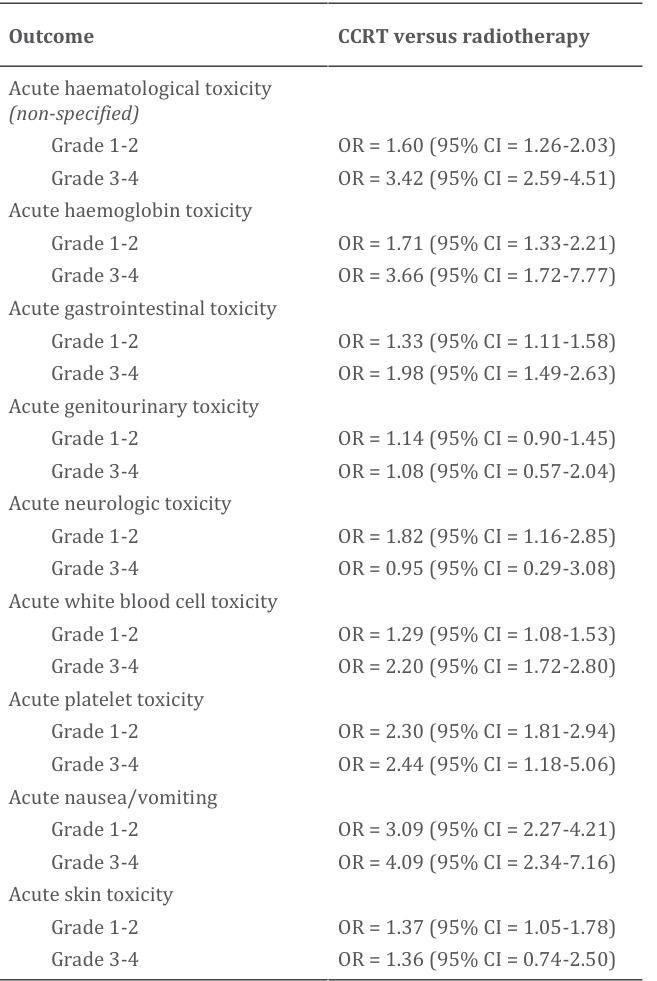 Outcome CCRT versus radiotherapy
Acute haematological toxicity
(non-specified)
Grade 1-2 OR = 1.60 (95% CI = 1.26-2.03)
Grade 3-4 OR = 3.42 (95% CI = 2.59-4.51)
Acute haemoglobin toxicity
Grade 1-2 OR = 1.71 (95% CI = 1.33-2.21)
Grade 3-4 OR = 3.66 (95% CI = 1.72-7.77)
Acute gastrointestinal toxicity
Grade 1-2 OR = 1.33 (95% CI = 1.11-1.58)
Grade 3-4 OR = 1.98 (95% CI = 1.49-2.63)
Acute genitourinary toxicity
Grade 1-2 OR = 1.14 (95% CI = 0.90-1.45)
Grade 3-4 OR = 1.08 (95% CI = 0.57-2.04)
Acute neurologic toxicity
Grade 1-2 OR = 1.82 (95% CI = 1.16-2.85)
Grade 3-4 OR = 0.95 (95% CI = 0.29-3.08)
Acute white blood cell toxicity
Grade 1-2 OR = 1.29 (95% CI = 1.08-1.53)
Grade 3-4 OR = 2.20 (95% CI = 1.72-2.80)
Acute platelet toxicity
Grade 1-2 OR = 2.30 (95% CI = 1.81-2.94)
Grade 3-4 OR = 2.44 (95% CI = 1.18-5.06)
Acute nausea/vomiting
Grade 1-2 OR = 3.09 (95% CI = 2.27-4.21)
Grade 3-4 OR = 4.09 (95% CI = 2.34-7.16)
Acute skin toxicity
Grade 1-2 OR = 1.37 (95% CI = 1.05-1.78)
Grade 3-4 OR = 1.36 (95% CI = 0.74-2.50)